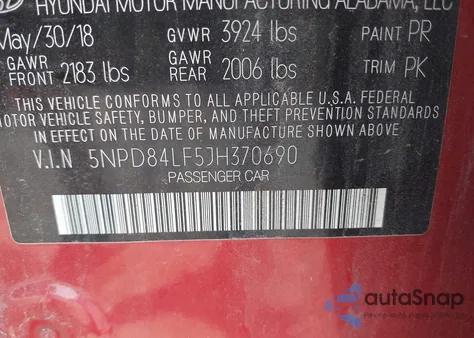 HYUNDAI MOTOR MANUFACTURING ALABAMA, LLC
May/30/18 GVWR 3924 lbs PAINT PR
GAWR FRONT 2183 lbs GAWR REAR 2006 lbs TRIM PK
THIS VEHICLE CONFORMS TO ALL APPLICABLE U.S.A. FEDERAL
MOTOR VEHICLE SAFETY, BUMPER, AND THEFT PREVENTION STANDARDS
IN EFFECT ON THE DATE OF MANUFACTURE SHOWN ABOVE.
V.I.N 5NPD84LF5JH370690
PASSENGER CAR
autoSnap